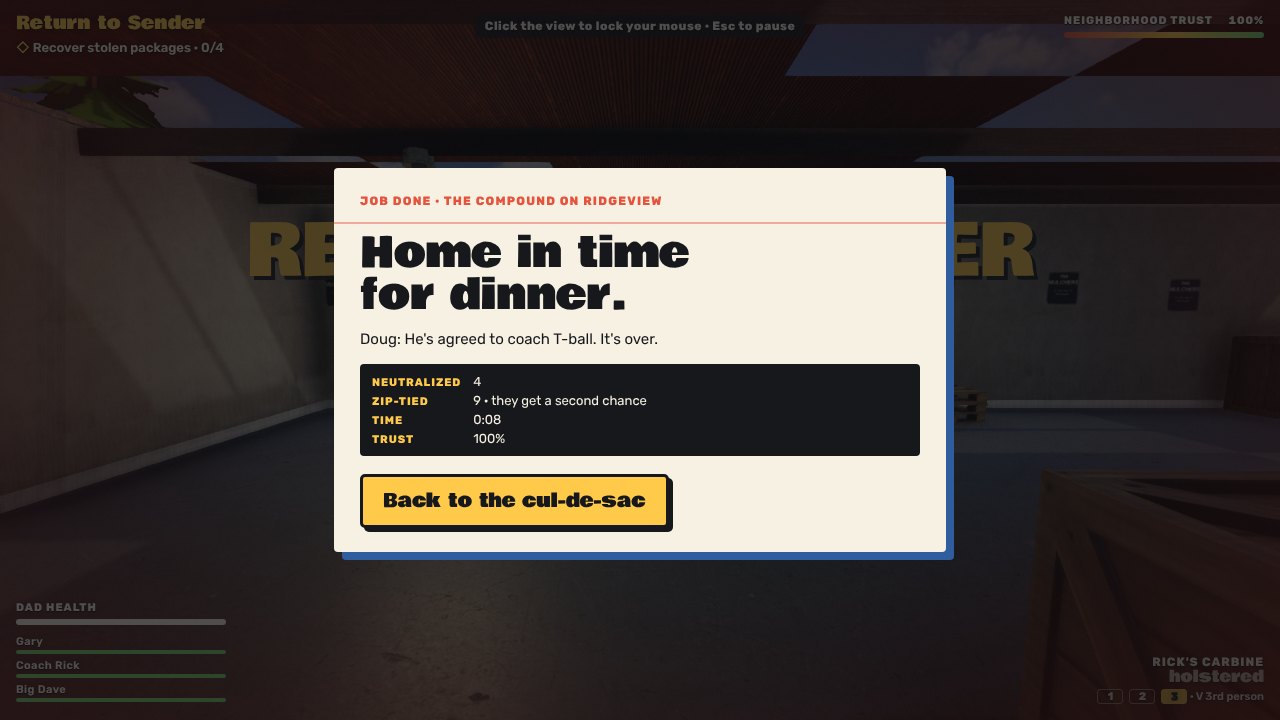 Return to Sender
Click the view to lock your mouse • Esc to pause
NEIGHBORHOOD TRUST 100%
◇ Recover stolen packages • 0/4
JOB DONE • THE COMPOUND ON RIDGEVIEW
Home in time
for dinner.
Doug: He's agreed to coach T-ball. It's over.
NEUTRALIZED 4
ZIP-TIED 9 • they get a second chance
TIME 0:08
TRUST 100%
Back to the cul-de-sac
DAD HEALTH
Gary
Coach Rick
Big Dave
RICK'S CARBINE
holstered
1 2 3 • V 3rd person